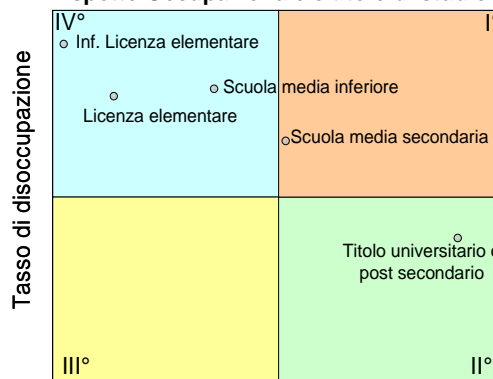 IV°
I°
Inf. Licenza elementare
Scuola media inferiore
Licenza elementare
Scuola media secondaria
Tasso di disoccupazione
Titolo universitario
post secondario
III°
II°